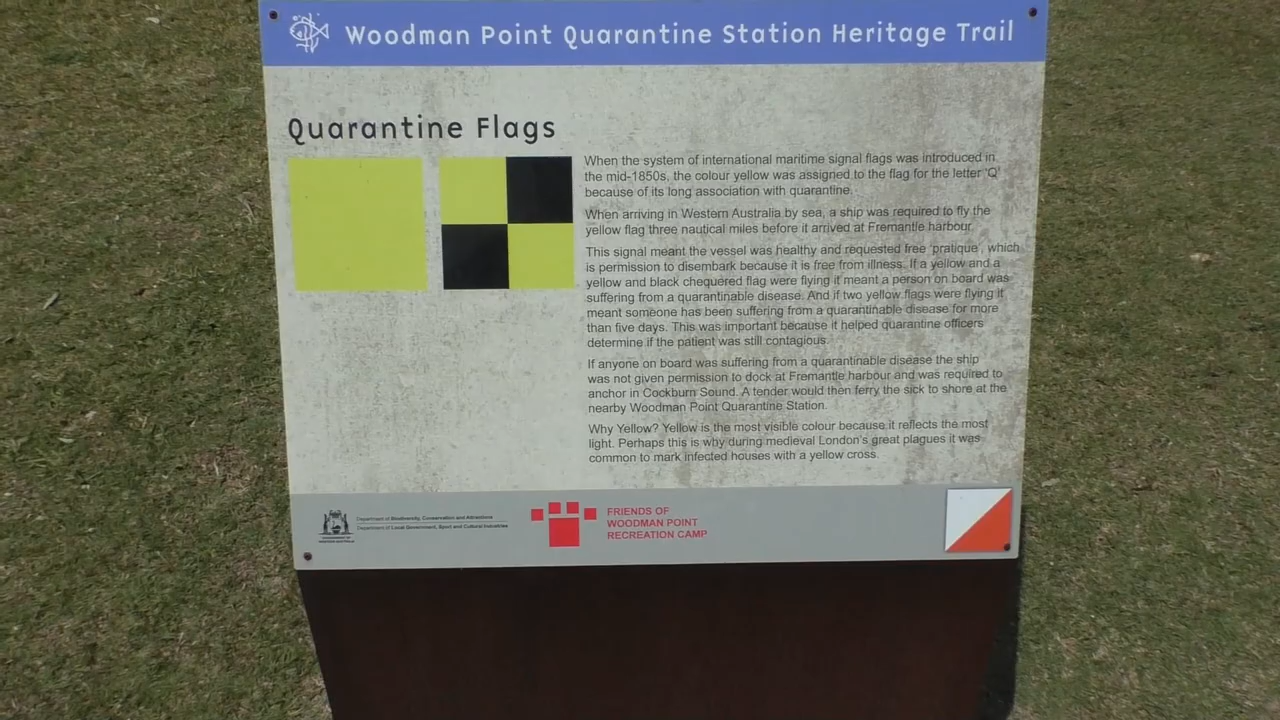 Woodman Point Quarantine Station Heritage Trail
Quarantine Flags
When the system of international maritime signal flags was introduced in
the mid-1850s, the colour yellow was assigned to the flag for the letter 'Q'
because of its long association with quarantine.
When arriving in Western Australia by sea, a ship was required to fly the
yellow flag three nautical miles before it arrived at Fremantle harbour.
This signal meant the vessel was healthy and requested free 'pratique', which
is permission to disembark because it is free from illness. If a yellow and a
yellow and black chequered flag were flying it meant a person on board was
suffering from a quarantinable disease. And if two yellow flags were flying it
meant someone has been suffering from a quarantinable disease for more
than five days. This was important because it helped quarantine officers
determine if the patient was still contagious.
If anyone on board was suffering from a quarantinable disease the ship
was not given permission to dock at Fremantle harbour and was required to
anchor in Cockburn Sound. A tender would then ferry the sick to shore at the
nearby Woodman Point Quarantine Station.
Why Yellow? Yellow is the most visible colour because it reflects the most
light. Perhaps this is why during medieval London's great plagues it was
common to mark infected houses with a yellow cross.
Department of Biodiversity, Conservation and Attractions
Department of Local Government, Sport and Cultural Industries
GOVERNMENT OF
WESTERN AUSTRALIA
FRIENDS OF
WOODMAN POINT
RECREATION CAMP